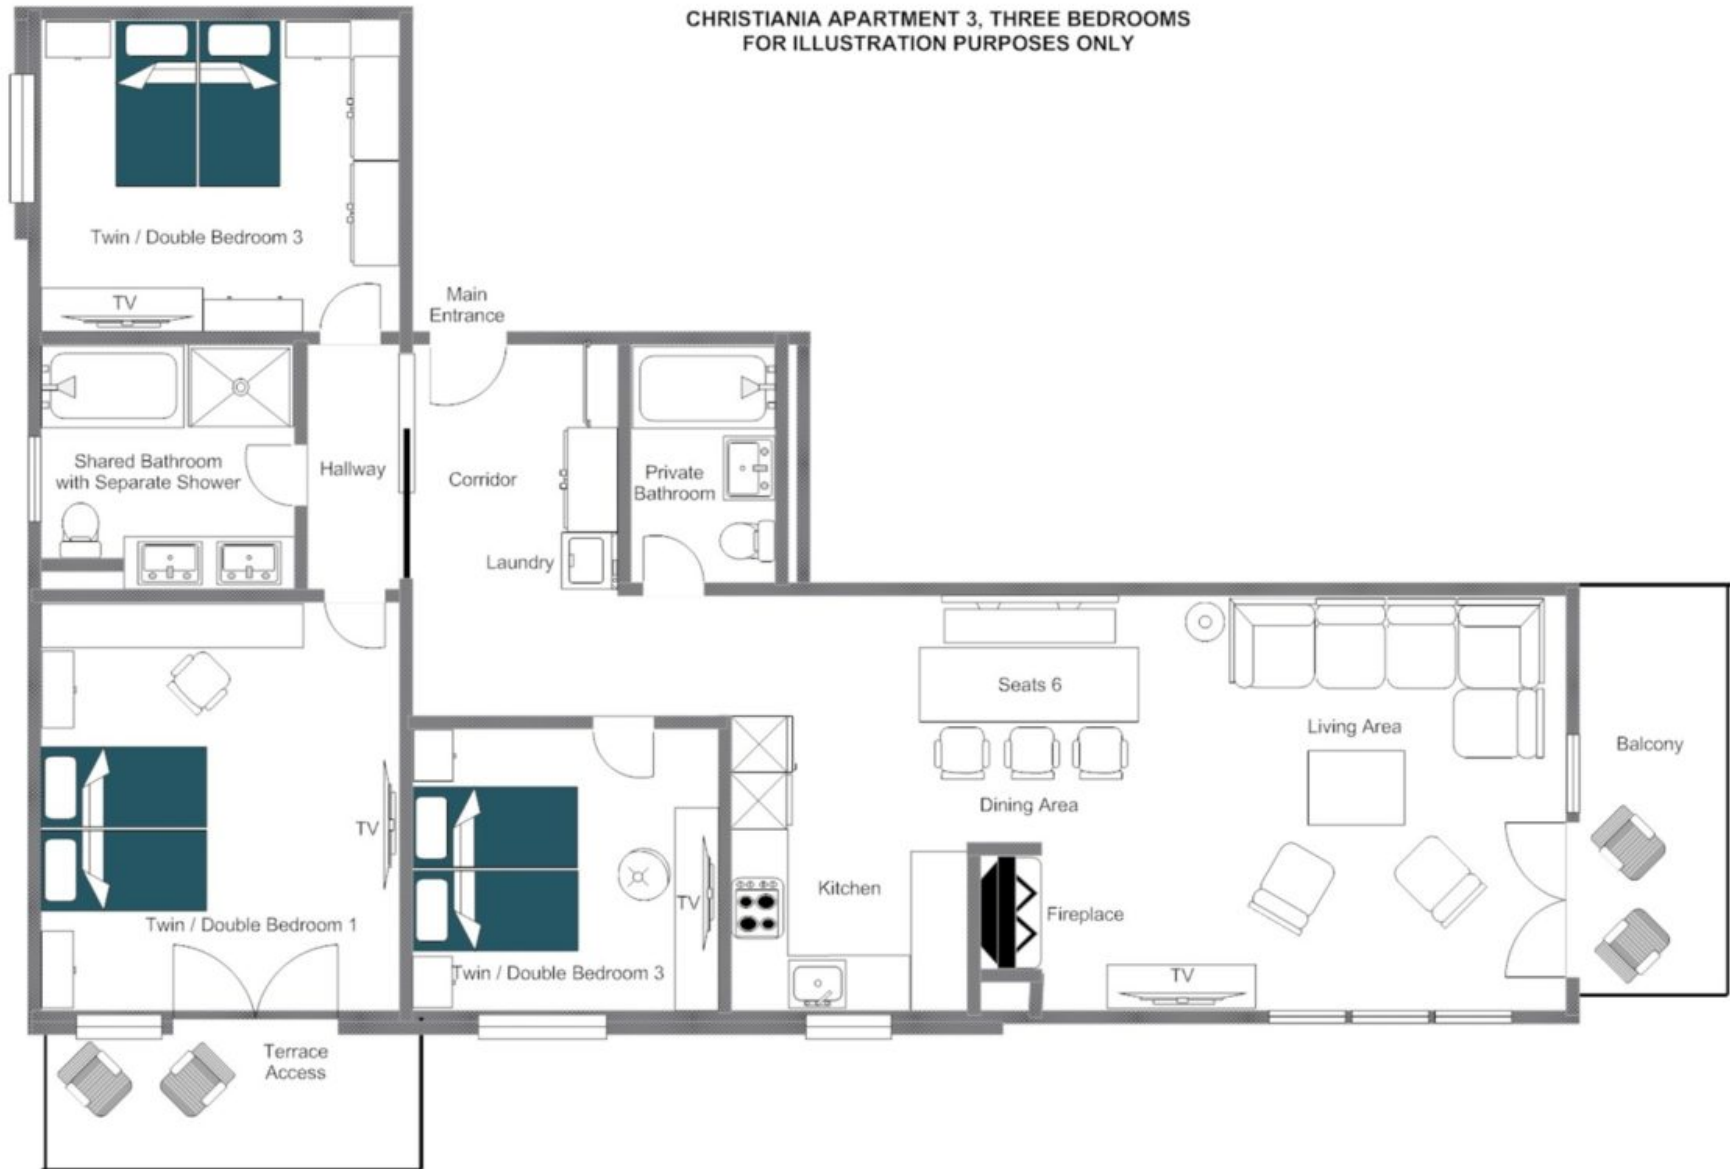 CHRISTIANIA APARTMENT 3, THREE BEDROOMS
FOR ILLUSTRATION PURPOSES ONLY
Twin / Double Bedroom 3
TV
Main
Entrance
Shared Bathroom
with Separate Shower
Hallway
Corridor
Private
Bathroom
Laundry
Seats 6
Living Area
Balcony
Dining Area
TV
Kitchen
TV
Fireplace
Twin / Double Bedroom 1
Twin / Double Bedroom 3
TV
Terrace
Access